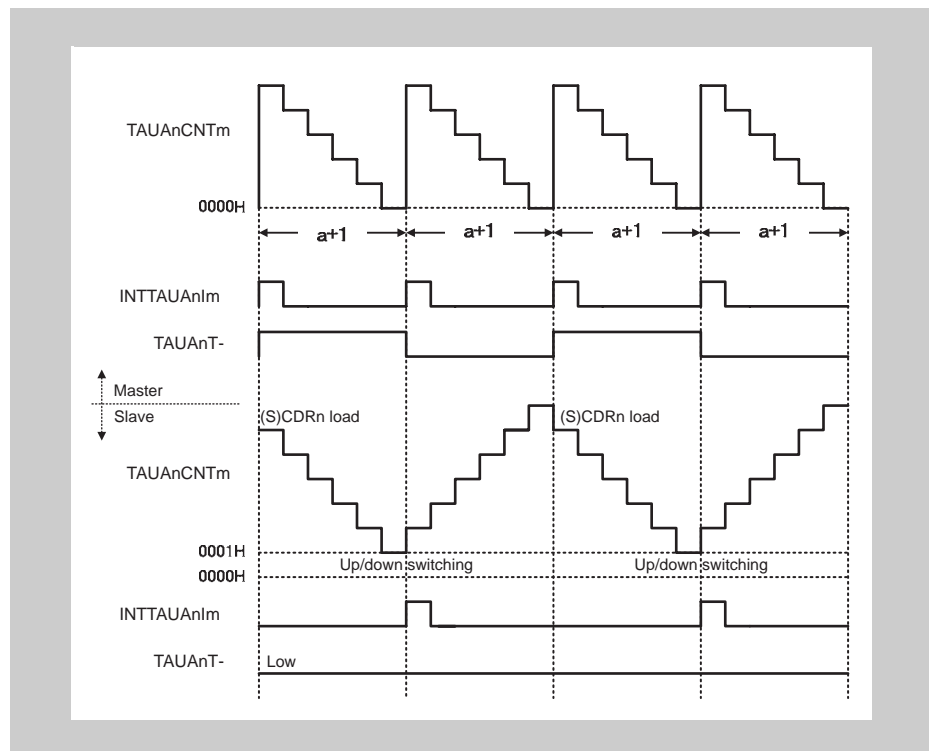 TAUAnCNTm
0000H
a+1 a+1 a+1 a+1
INTTAUAnIm
TAUAnT-
Master
Slave
(S)CDRn load (S)CDRn load
TAUAnCNTm
0001H
Up/down switching Up/down switching
0000H
INTTAUAnIm
TAUAnT-
Low